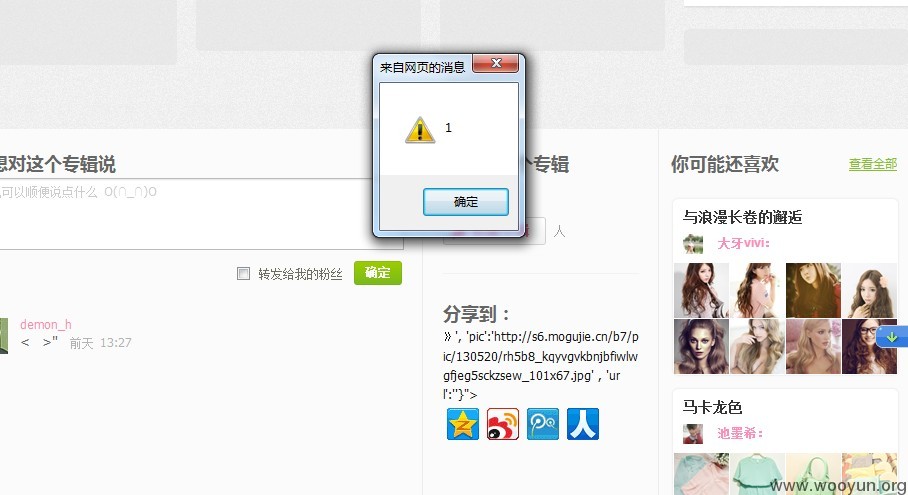 来自网页的消息
1
确定
想对这个专辑说
可以顺便说点什么 O(∩_∩)O
转发给我的粉丝
确定
demon_h
< >" 前天 13:27
个专辑
人
分享到：
》', 'pic':'http://s6.mogujie.cn/b7/p
ic/130520/rh5b8_kqyvgvkbnjbfiwlw
gfjeg5sckzsew_101x67.jpg' , 'ur
l':''}">
你可能还喜欢
查看全部
与浪漫长卷的邂逅
大牙vivi：
马卡龙色
池墨希：
www.wooyun.org